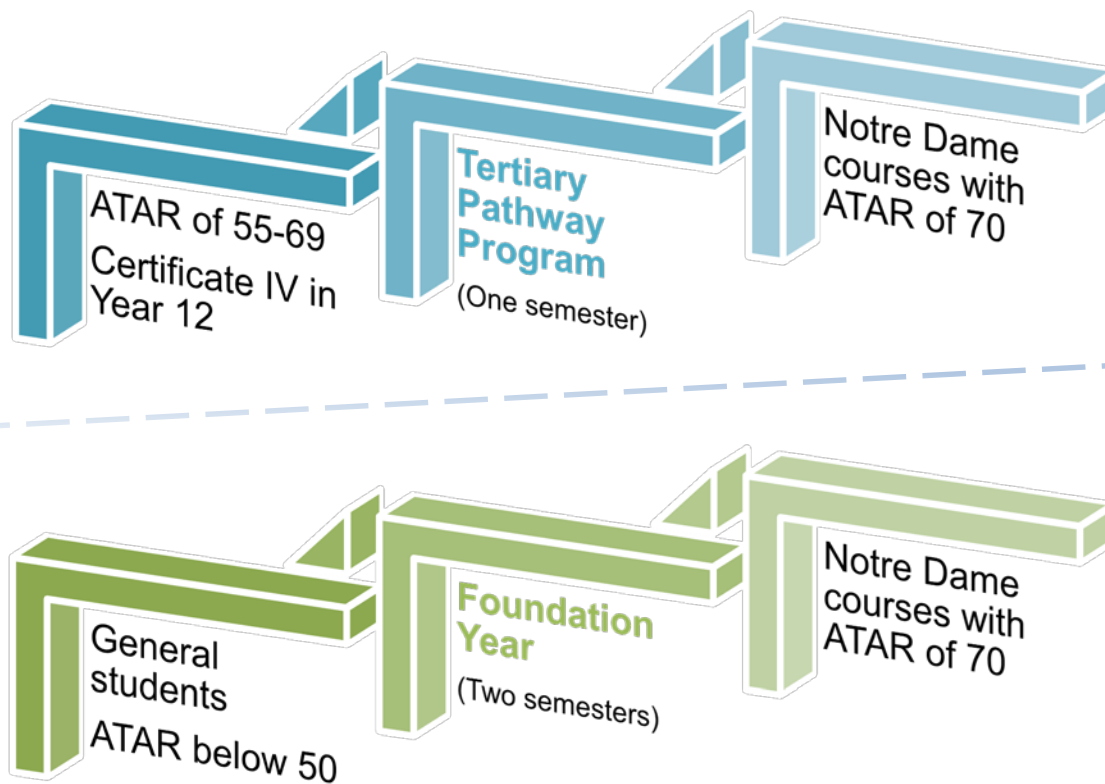 ATAR of 55-69
Certificate IV in
Year 12
Tertiary
Pathway
Program
(One semester)
Notre Dame
courses with
ATAR of 70
General
students
ATAR below 50
Foundation
Year
(Two semesters)
Notre Dame
courses with
ATAR of 70